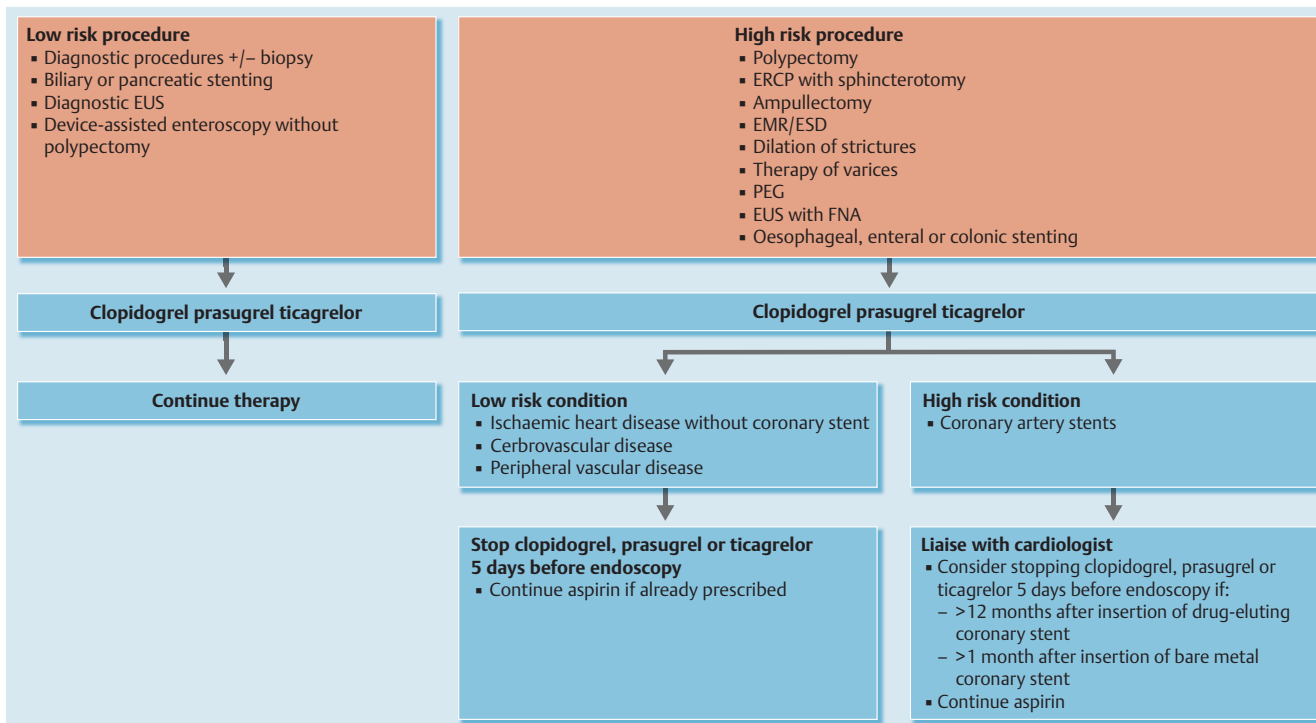 Low risk procedure
▪ Diagnostic procedures +/− biopsy
▪ Biliary or pancreatic stenting
▪ Diagnostic EUS
▪ Device-assisted enteroscopy without
polypectomy
High risk procedure
▪ Polypectomy
▪ ERCP with sphincterotomy
▪ Ampullectomy
▪ EMR/ESD
▪ Dilation of strictures
▪ Therapy of varices
▪ PEG
▪ EUS with FNA
▪ Oesophageal, enteral or colonic stenting
Clopidogrel prasugrel ticagrelor
Clopidogrel prasugrel ticagrelor
Continue therapy
Low risk condition
▪ Ischaemic heart disease without coronary stent
▪ Cerbrovascular disease
▪ Peripheral vascular disease
High risk condition
▪ Coronary artery stents
Stop clopidogrel, prasugrel or ticagrelor
5 days before endoscopy
▪ Continue aspirin if already prescribed
Liaise with cardiologist
▪ Consider stopping clopidogrel, prasugrel or
ticagrelor 5 days before endoscopy if:
– >12 months after insertion of drug-eluting
coronary stent
– >1 month after insertion of bare metal
coronary stent
▪ Continue aspirin